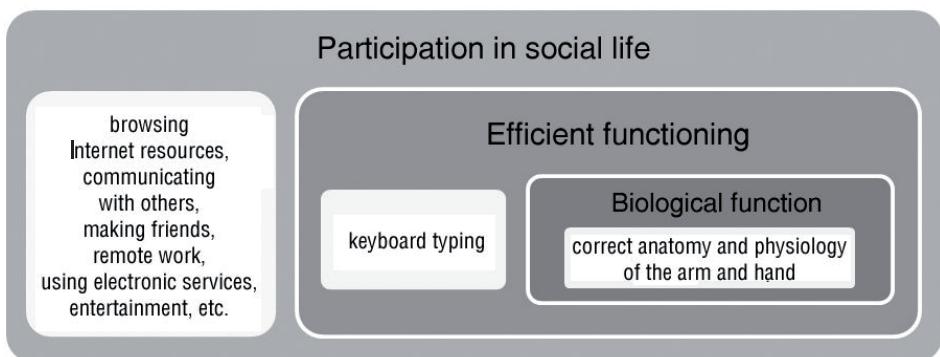 Participation in social life
browsing
Internet resources,
communicating
with others,
making friends,
remote work,
using electronic services,
entertainment, etc.
Efficient functioning
keyboard typing
Biological function
correct anatomy and physiology
of the arm and hand